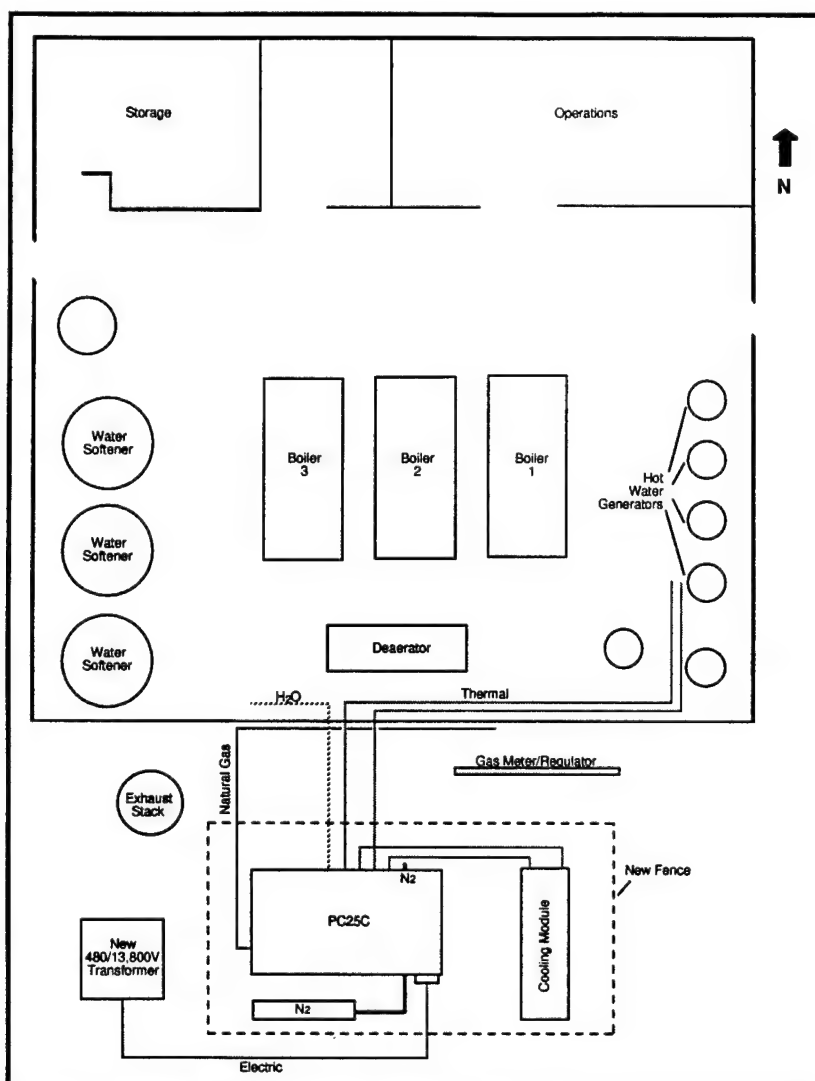 Storage
Operations
N
Water
Softener
Boiler
3
Boiler
2
Boiler
1
Hot
Water
Generators
Water
Softener
Water
Softener
Deaerator
H2O
Thermal
Natural Gas
Gas Meter/Regulator
Exhaust
Stack
New Fence
N2
PC25C
Cooling Module
New
480/13,800V
Transformer
N2
Electric